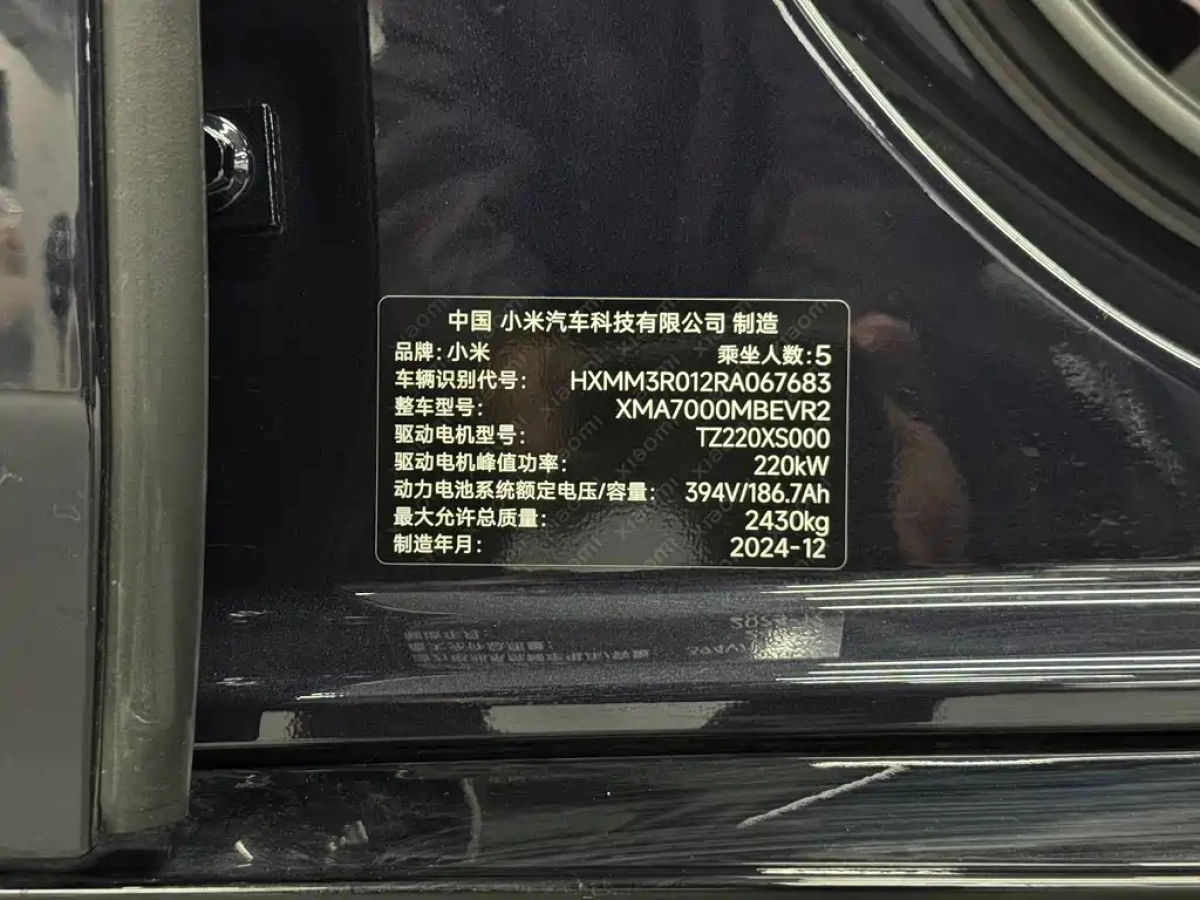 中国 小米汽车科技有限公司 制造
品牌: 小米 乘坐人数: 5
车辆识别代号: HXMM3R012RA067683
整车型号: XMA7000MBEVR2
驱动电机型号: TZ220XS000
驱动电机峰值功率: 220kW
动力电池系统额定电压/容量: 394V/186.7Ah
最大允许总质量: 2430kg
制造年月: 2024-12